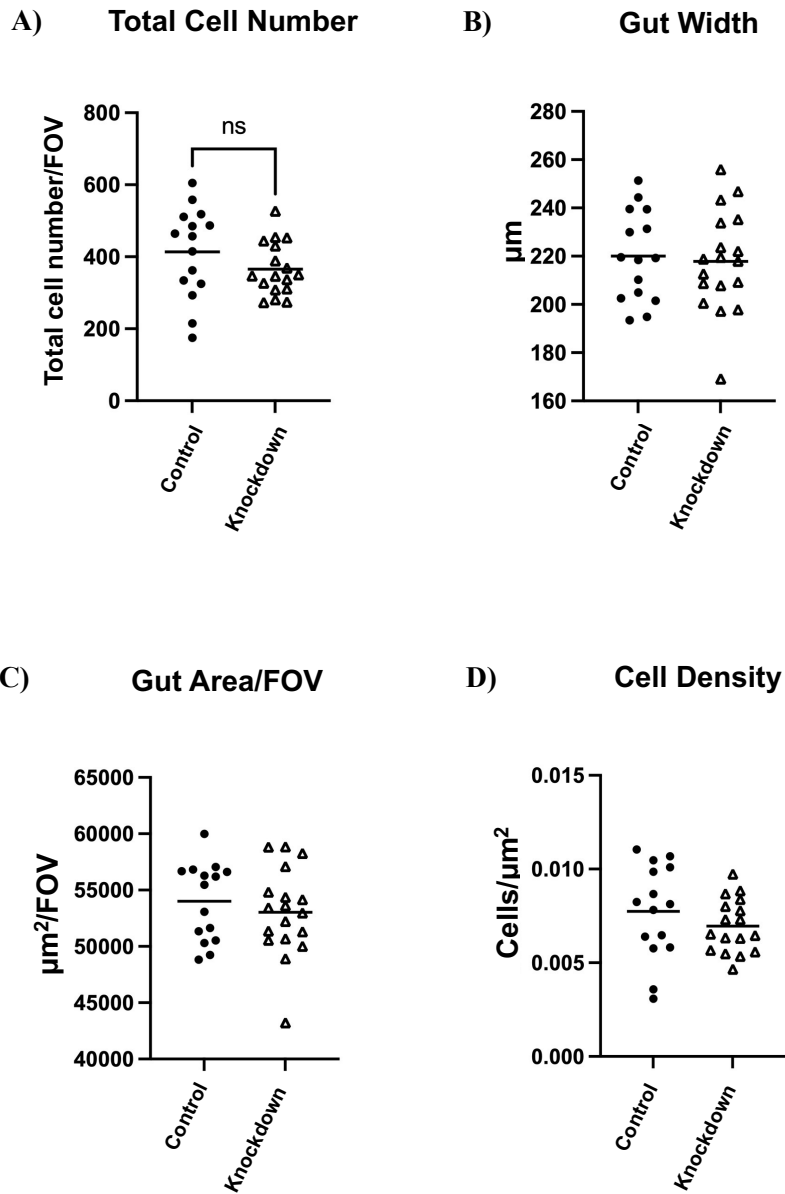 A) Total Cell Number
Total cell number/FOV
800
600
400
200
0
ns
Control
Knockdown
B) Gut Width
µm
280
260
240
220
200
180
160
Control
Knockdown
C) Gut Area/FOV
µm²/FOV
65000
60000
55000
50000
45000
40000
Control
Knockdown
D) Cell Density
Cells/µm²
0.015
0.010
0.005
0.000
Control
Knockdown